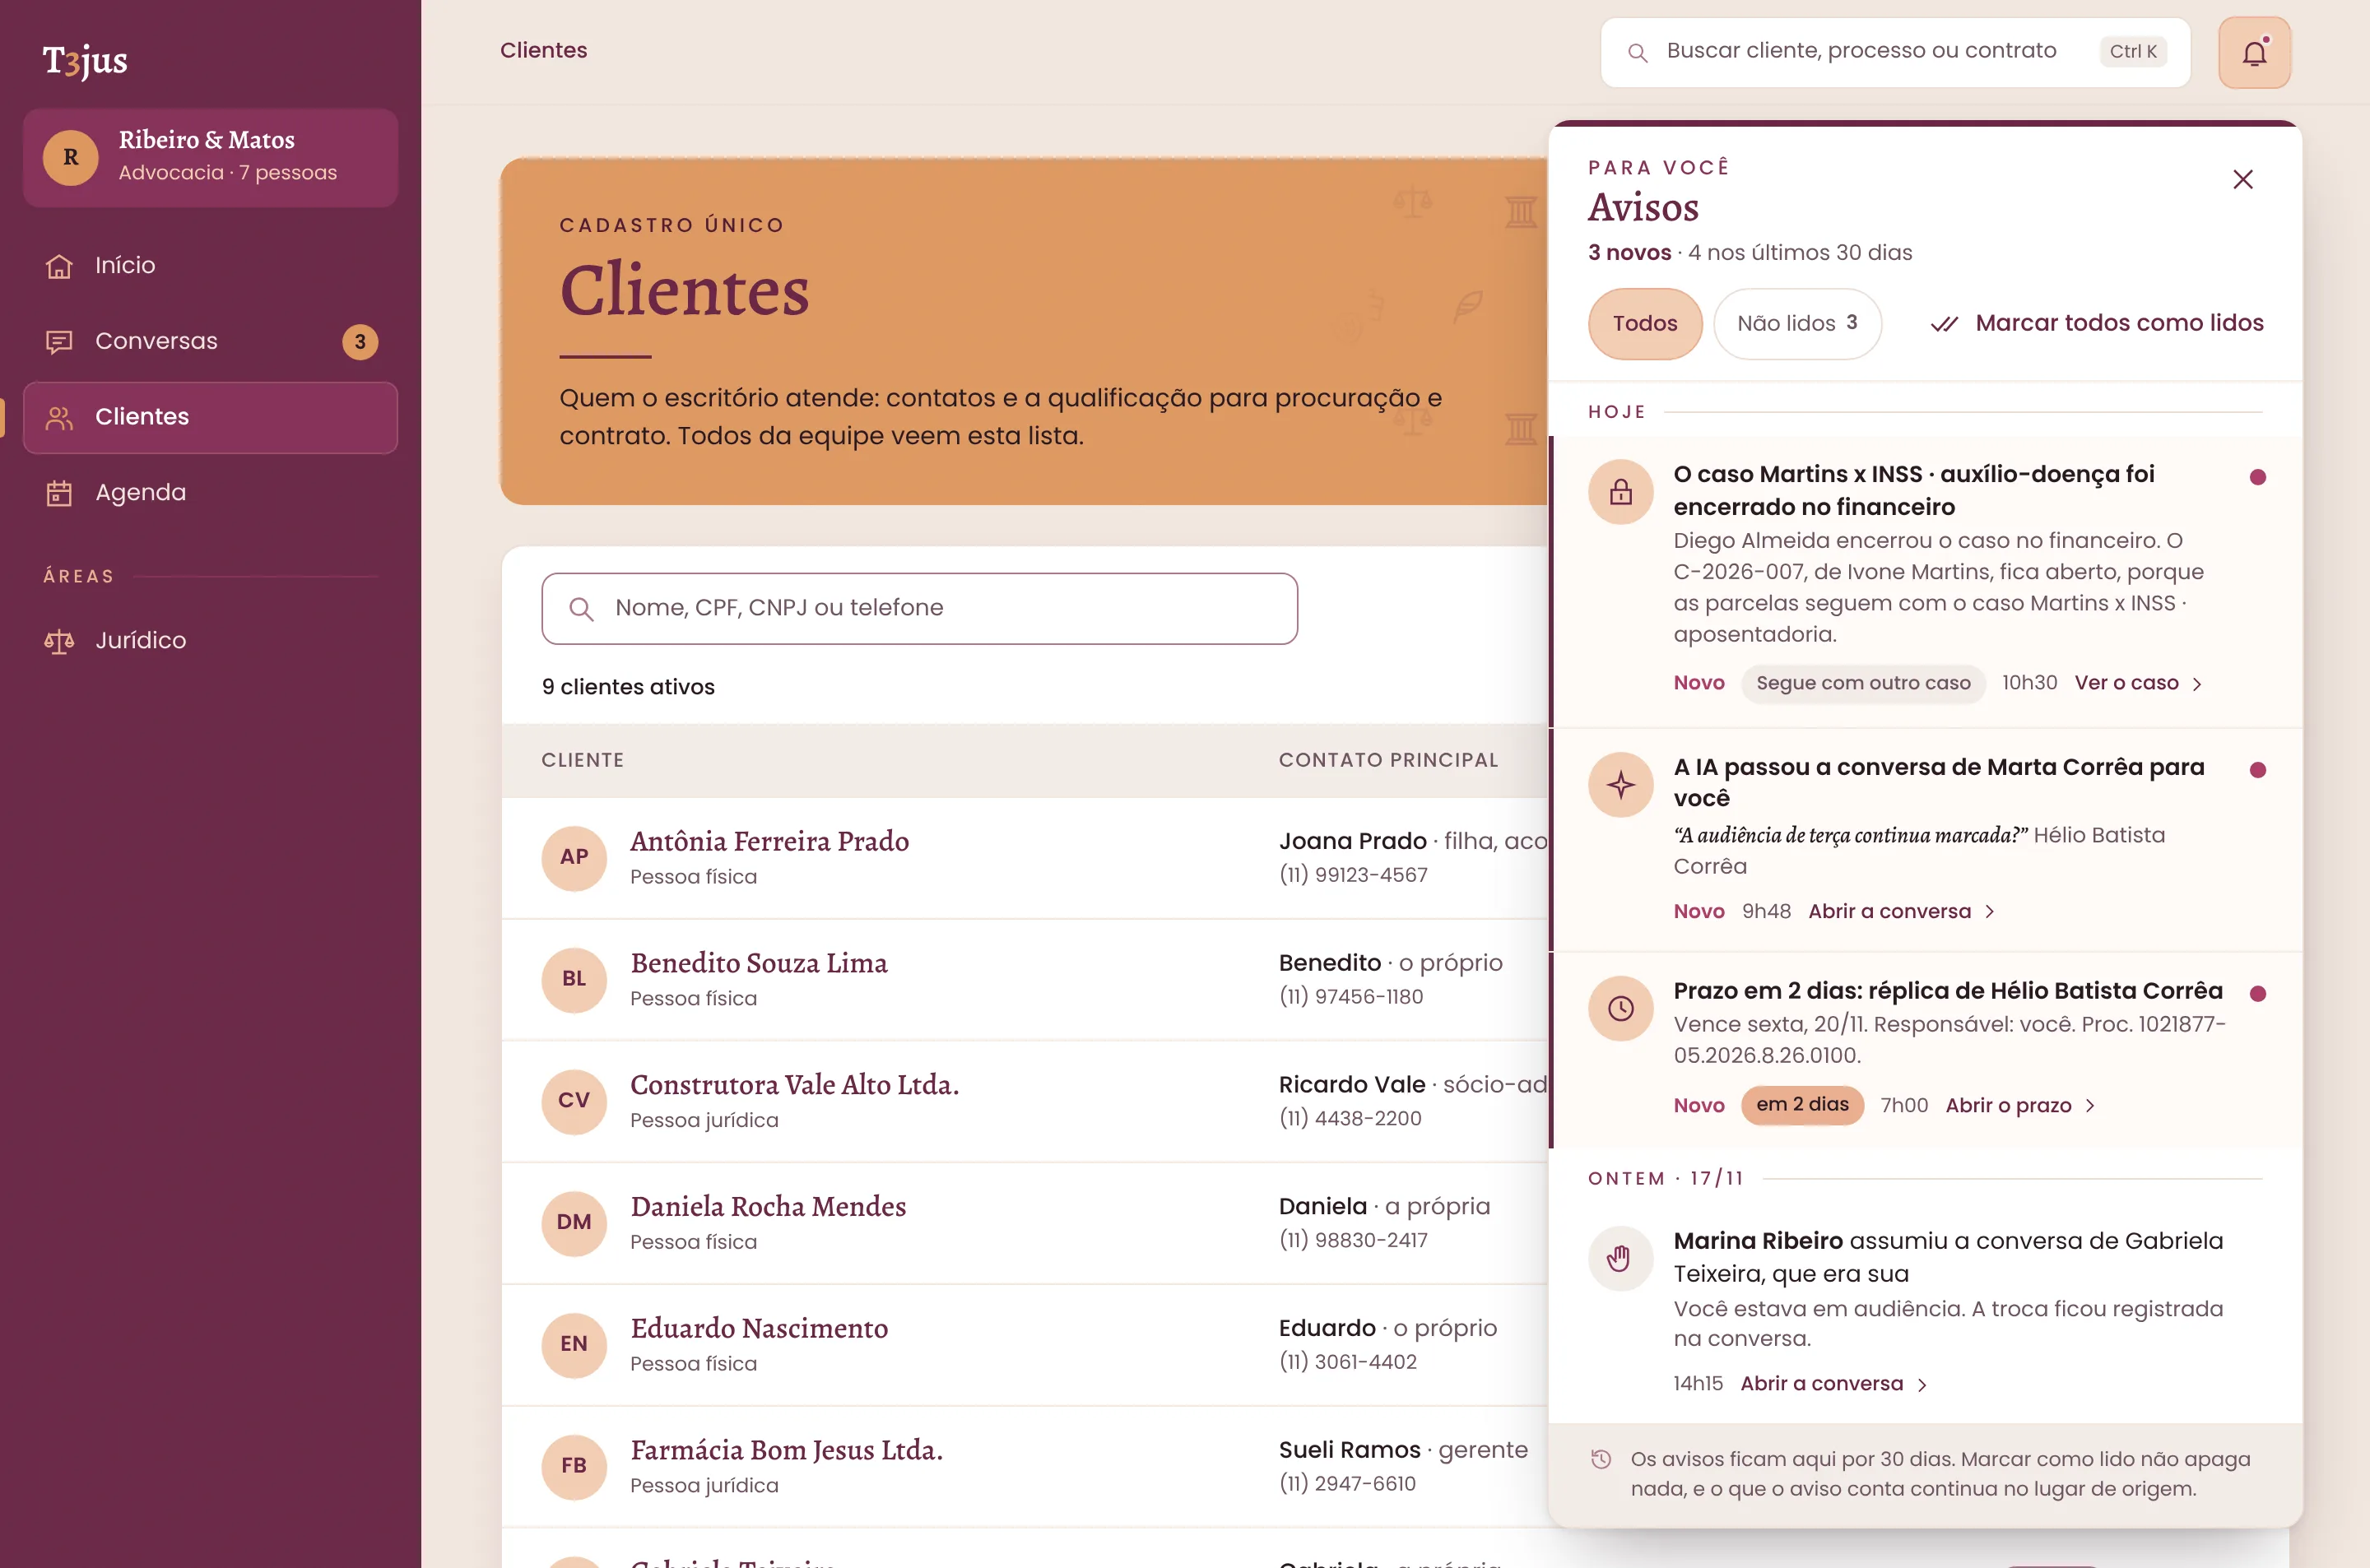 T3jus
R
Ribeiro & Matos
Advocacia · 7 pessoas
Início
Conversas
3
Clientes
Agenda
ÁREAS
Jurídico
Clientes
Buscar cliente, processo ou contrato
Ctrl K
CADASTRO ÚNICO
Clientes
Quem o escritório atende: contatos e a qualificação para procuração e
contrato. Todos da equipe veem esta lista.
Nome, CPF, CNPJ ou telefone
9 clientes ativos
CLIENTE
CONTATO PRINCIPAL
AP
Antônia Ferreira Prado
Pessoa física
Joana Prado · filha, aco
(11) 99123-4567
BL
Benedito Souza Lima
Pessoa física
Benedito · o próprio
(11) 97456-1180
CV
Construtora Vale Alto Ltda.
Pessoa jurídica
Ricardo Vale · sócio-ad
(11) 4438-2200
DM
Daniela Rocha Mendes
Pessoa física
Daniela · a própria
(11) 98830-2417
EN
Eduardo Nascimento
Pessoa física
Eduardo · o próprio
(11) 3061-4402
FB
Farmácia Bom Jesus Ltda.
Pessoa jurídica
Sueli Ramos · gerente
(11) 2947-6610
PARA VOCÊ
Avisos
3 novos · 4 nos últimos 30 dias
Todos
Não lidos 3
Marcar todos como lidos
HOJE
O caso Martins x INSS · auxílio-doença foi
encerrado no financeiro
Diego Almeida encerrou o caso no financeiro. O
C-2026-007, de Ivone Martins, fica aberto, porque
as parcelas seguem com o caso Martins x INSS ·
aposentadoria.
Novo Segue com outro caso 10h30 Ver o caso
A IA passou a conversa de Marta Corrêa para
você
“A audiência de terça continua marcada?” Hélio Batista
Corrêa
Novo 9h48 Abrir a conversa
Prazo em 2 dias: réplica de Hélio Batista Corrêa
Vence sexta, 20/11. Responsável: você. Proc. 1021877-
05.2026.8.26.0100.
Novo em 2 dias 7h00 Abrir o prazo
ONTEM · 17/11
Marina Ribeiro assumiu a conversa de Gabriela
Teixeira, que era sua
Você estava em audiência. A troca ficou registrada
na conversa.
14h15 Abrir a conversa
Os avisos ficam aqui por 30 dias. Marcar como lido não apaga
nada, e o que o aviso conta continua no lugar de origem.